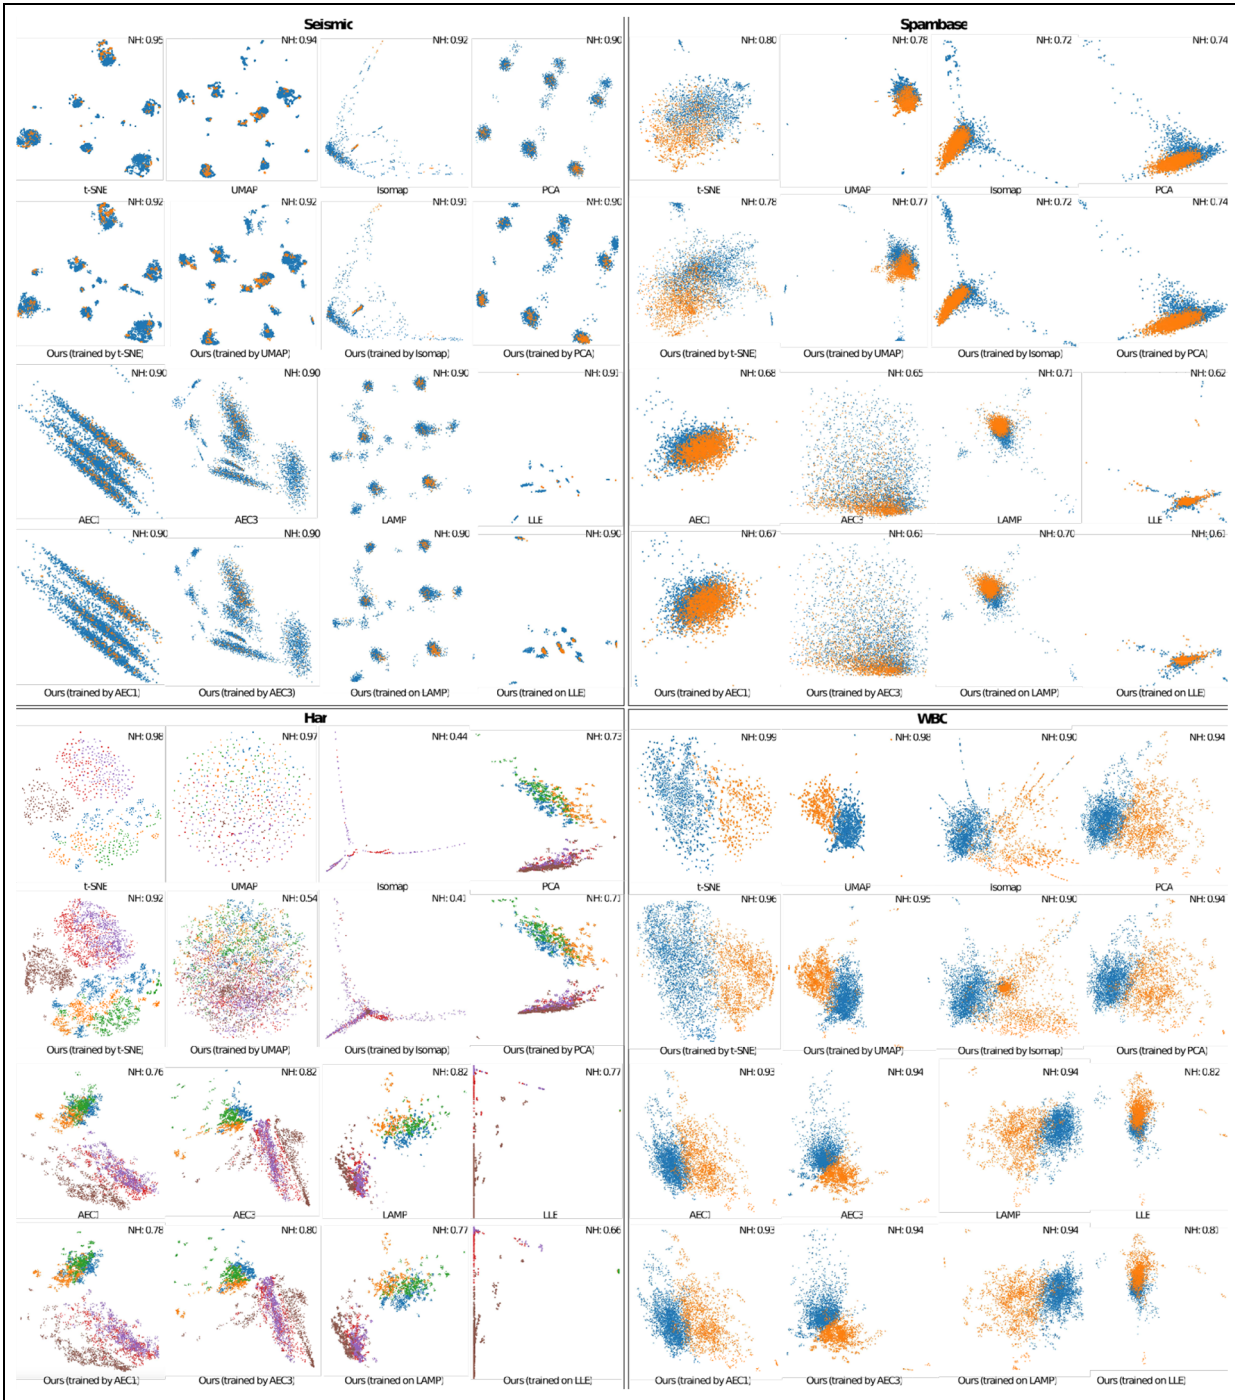 Seismic
NH: 0.95 NH: 0.94 NH: 0.92 NH: 0.90
t-SNE UMAP Isomap PCA
NH: 0.92 NH: 0.92 NH: 0.91 NH: 0.90
Ours (trained by t-SNE) Ours (trained by UMAP) Ours (trained by Isomap) Ours (trained by PCA)
NH: 0.90 NH: 0.90 NH: 0.90 NH: 0.91
AEC1 AEC3 LAMP LLE
NH: 0.90 NH: 0.90 NH: 0.90 NH: 0.90
Ours (trained by AEC1) Ours (trained by AEC3) Ours (trained on LAMP) Ours (trained on LLE)
Spambase
NH: 0.80 NH: 0.78 NH: 0.72 NH: 0.74
t-SNE UMAP Isomap PCA
NH: 0.78 NH: 0.77 NH: 0.72 NH: 0.74
Ours (trained by t-SNE) Ours (trained by UMAP) Ours (trained by Isomap) Ours (trained by PCA)
NH: 0.68 NH: 0.65 NH: 0.71 NH: 0.62
AEC1 AEC3 LAMP LLE
NH: 0.67 NH: 0.61 NH: 0.70 NH: 0.61
Ours (trained by AEC1) Ours (trained by AEC3) Ours (trained on LAMP) Ours (trained on LLE)
Har
NH: 0.98 NH: 0.97 NH: 0.44 NH: 0.73
t-SNE UMAP Isomap PCA
NH: 0.92 NH: 0.54 NH: 0.41 NH: 0.71
Ours (trained by t-SNE) Ours (trained by UMAP) Ours (trained by Isomap) Ours (trained by PCA)
NH: 0.76 NH: 0.82 NH: 0.82 NH: 0.77
AEC1 AEC3 LAMP LLE
NH: 0.78 NH: 0.80 NH: 0.77 NH: 0.66
Ours (trained by AEC1) Ours (trained by AEC3) Ours (trained on LAMP) Ours (trained on LLE)
WBC
NH: 0.99 NH: 0.98 NH: 0.90 NH: 0.94
t-SNE UMAP Isomap PCA
NH: 0.96 NH: 0.95 NH: 0.90 NH: 0.94
Ours (trained by t-SNE) Ours (trained by UMAP) Ours (trained by Isomap) Ours (trained by PCA)
NH: 0.93 NH: 0.94 NH: 0.94 NH: 0.82
AEC1 AEC3 LAMP LLE
NH: 0.93 NH: 0.94 NH: 0.94 NH: 0.81
Ours (trained by AEC1) Ours (trained by AEC3) Ours (trained on LAMP) Ours (trained on LLE)